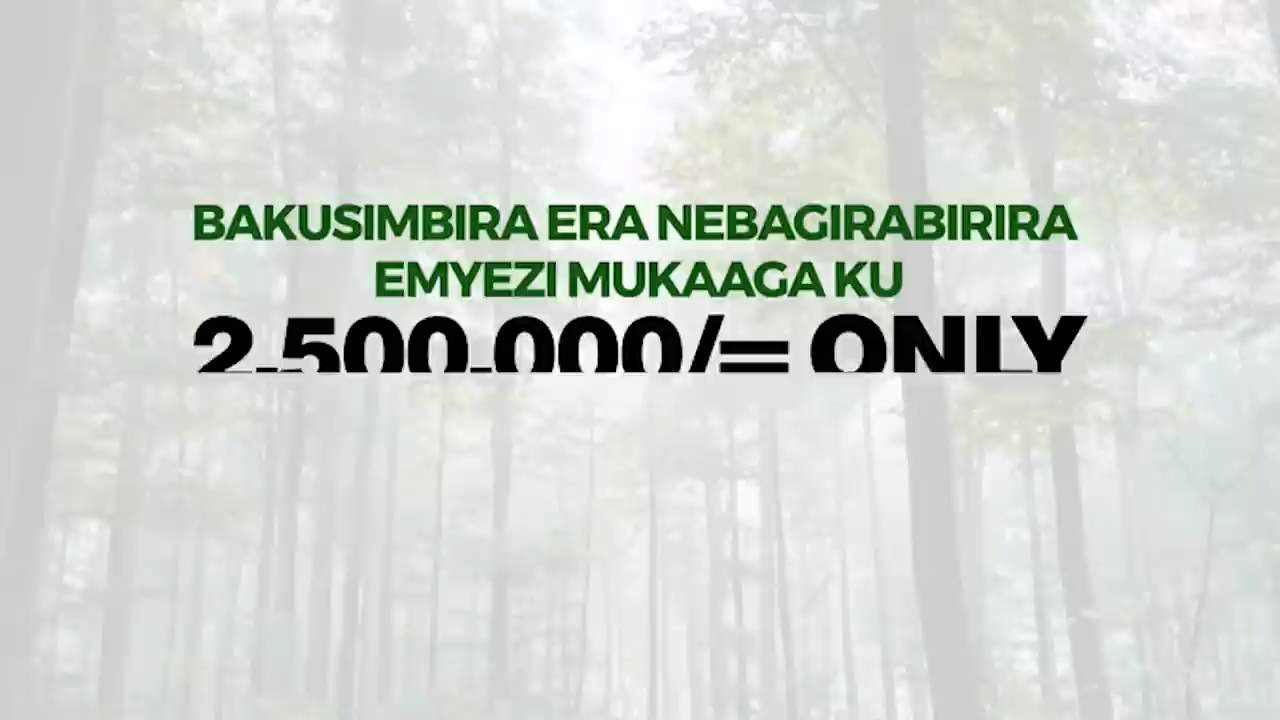 BAKUSIMBIRA ERA NEBAGIRABIRIRA
EMYEZI MUKAAGA KU
2,500,000/= ONLY